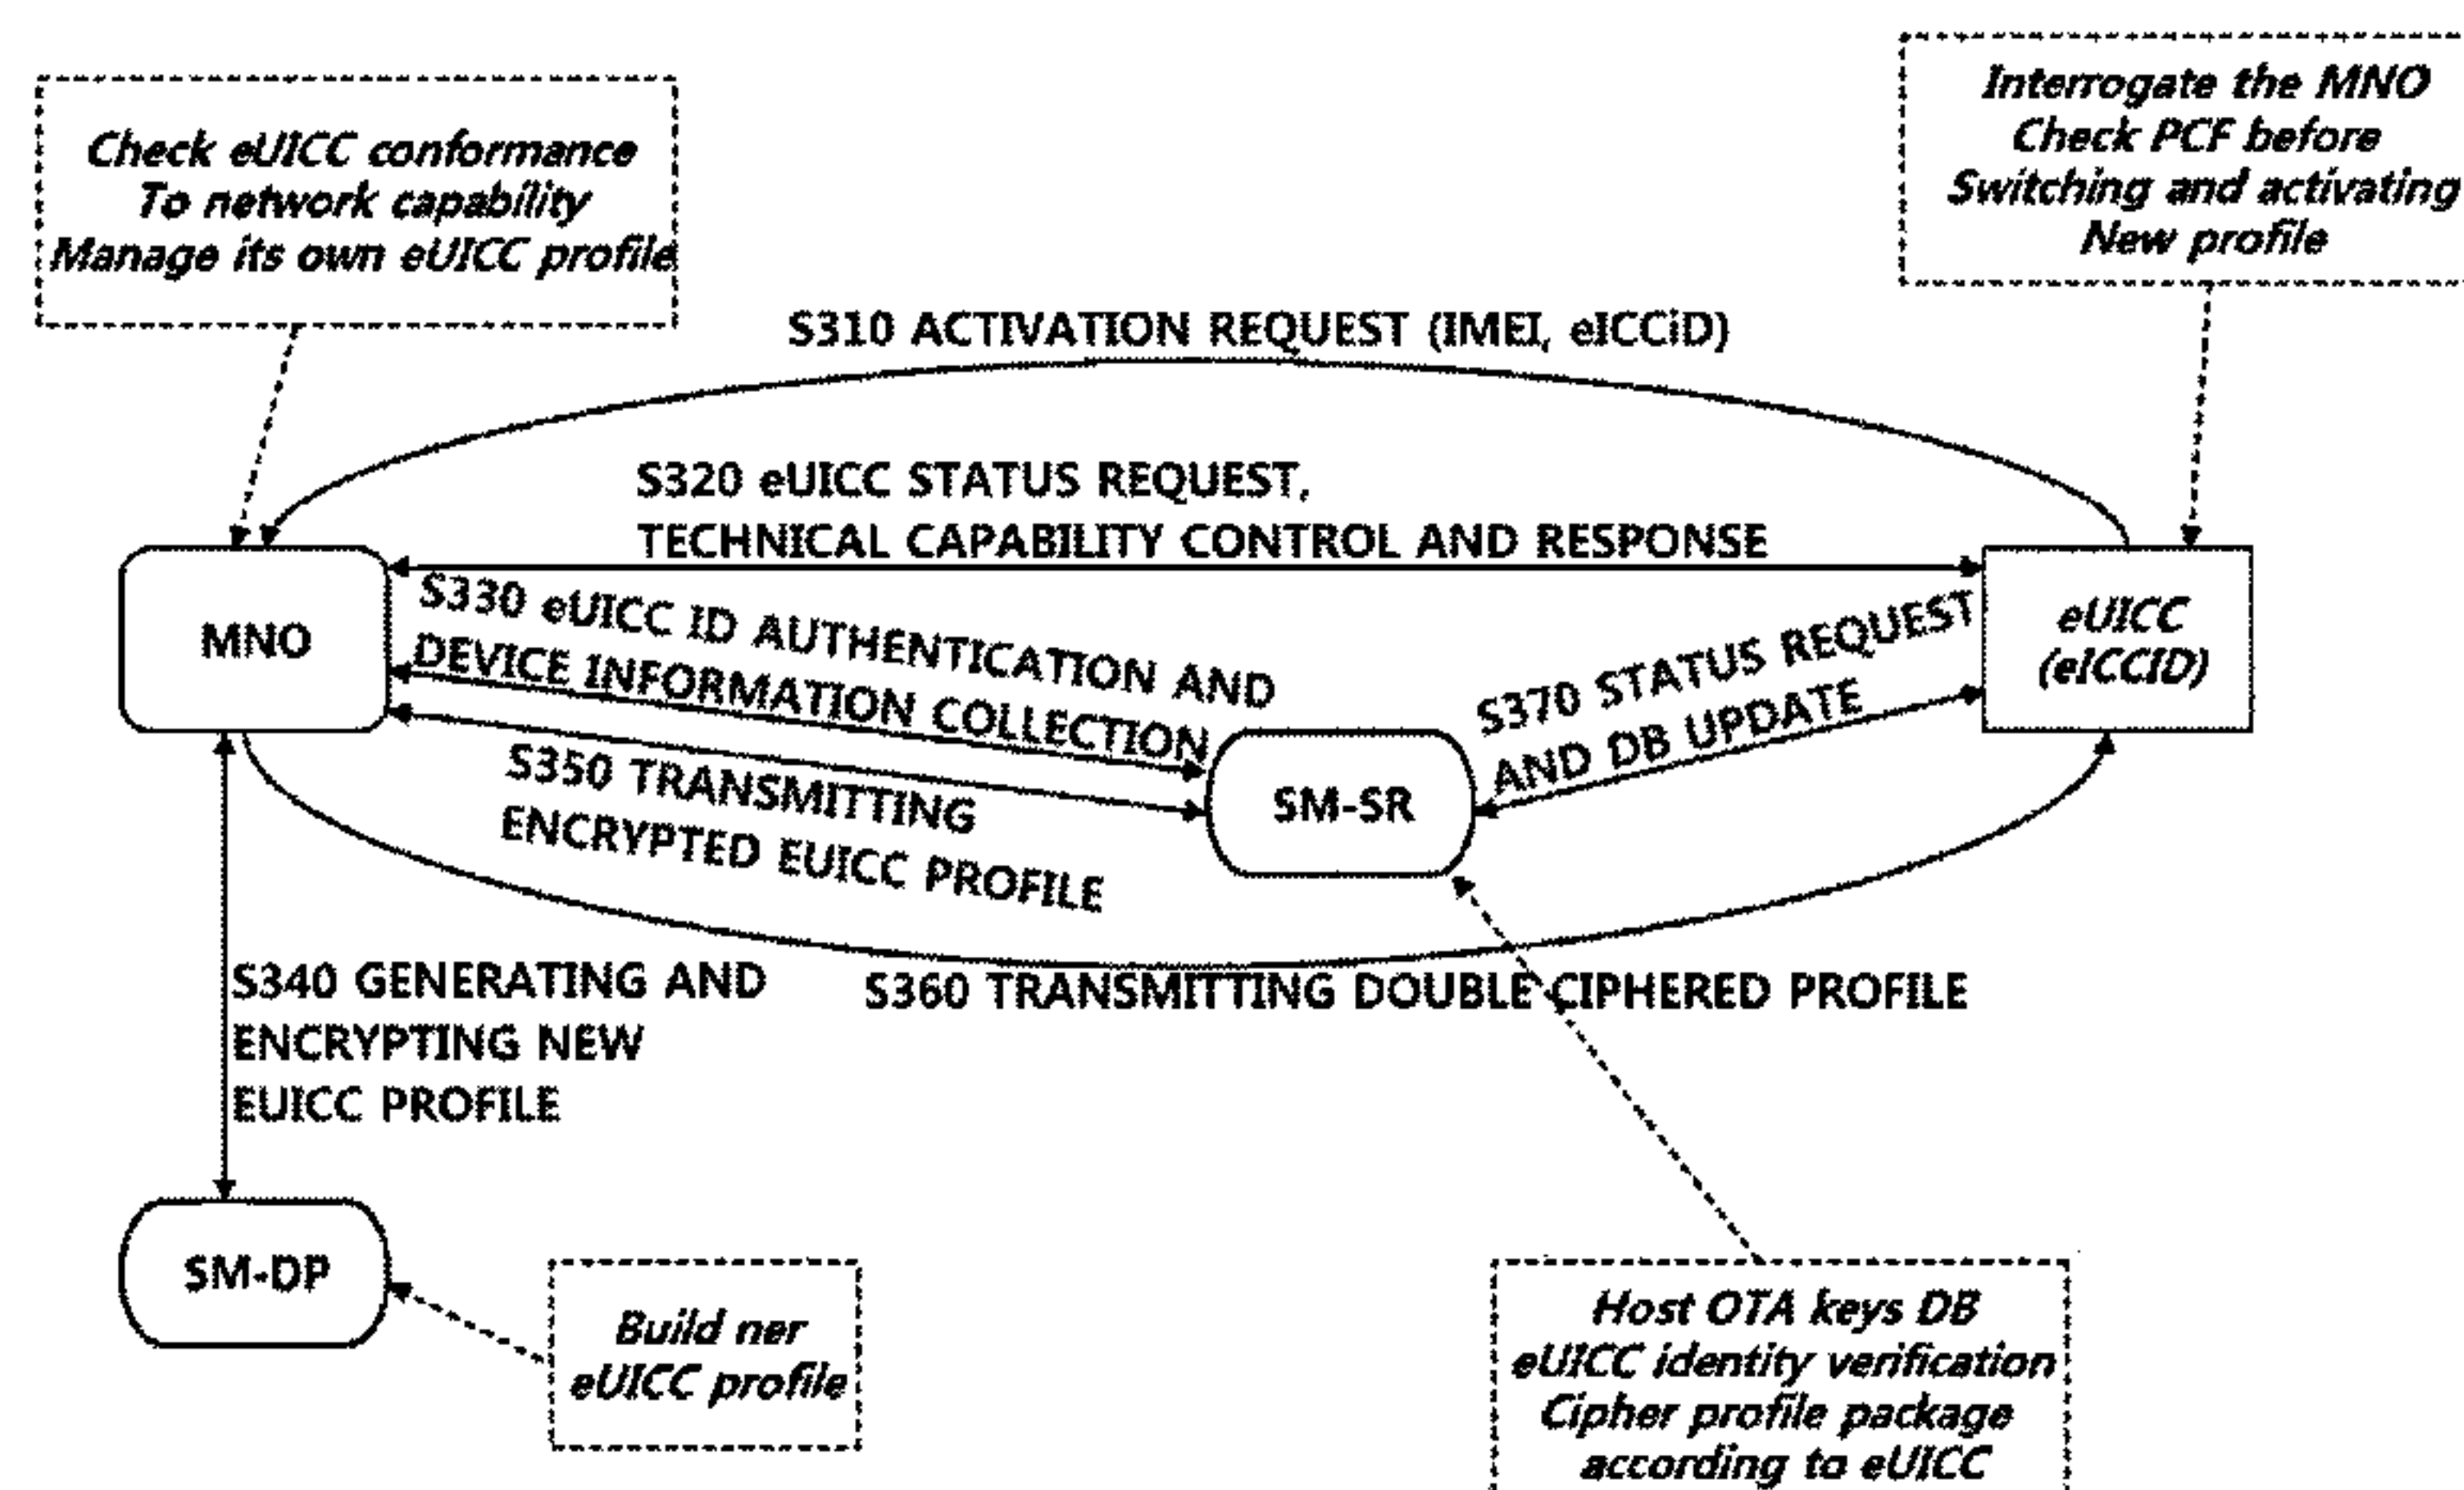 Interrogate the MNO
Check PCF before
Switching and activating
New profile
Check eUICC conformance
To network capability
Manage its own eUICC profile
S310 ACTIVATION REQUEST (IMEI, eICCiD)
S320 eUICC STATUS REQUEST,
TECHNICAL CAPABILITY CONTROL AND RESPONSE
MNO
S330 eUICC ID AUTHENTICATION AND
DEVICE INFORMATION COLLECTION
S370 STATUS REQUEST
AND DB UPDATE
eUICC
(eICCID)
S350 TRANSMITTING
ENCRYPTED EUICC PROFILE
SM-SR
S340 GENERATING AND
ENCRYPTING NEW
EUICC PROFILE
S360 TRANSMITTING DOUBLE CIPHERED PROFILE
SM-DP
Build ner
eUICC profile
Host OTA keys DB
eUICC identity verification
Cipher profile package
according to eUICC